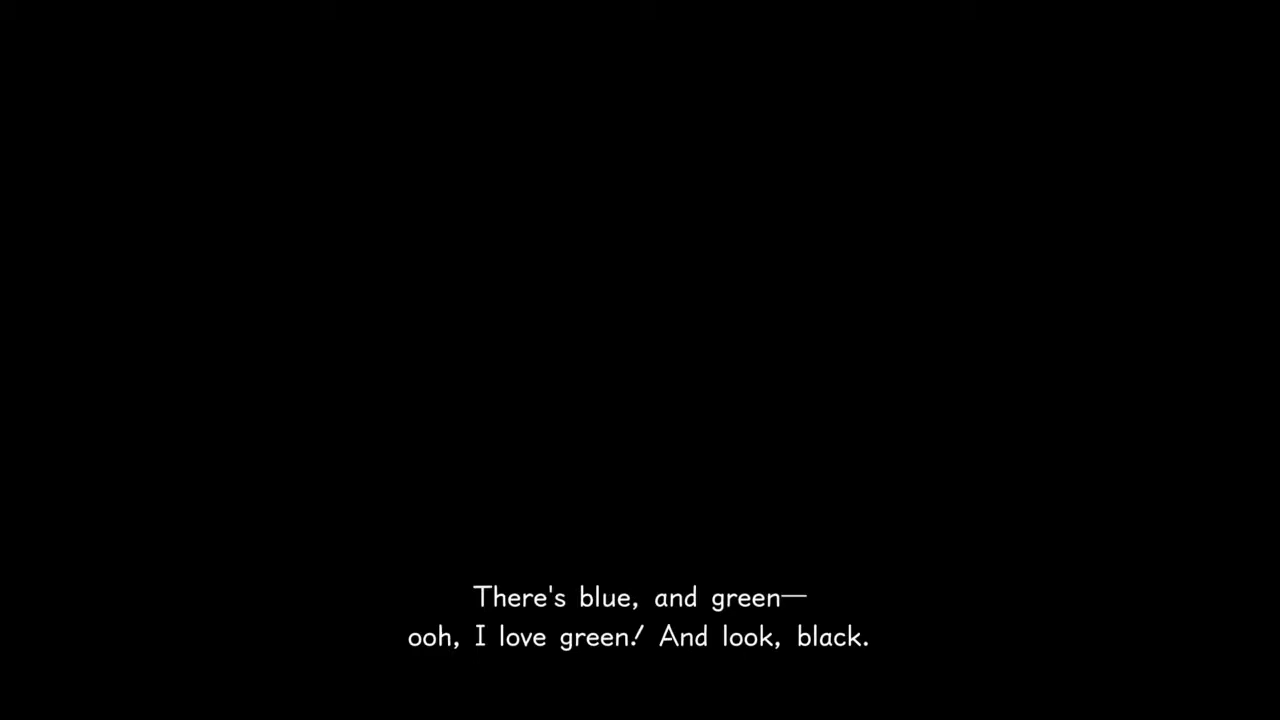 There's blue, and green—
ooh, I love green! And look, black.